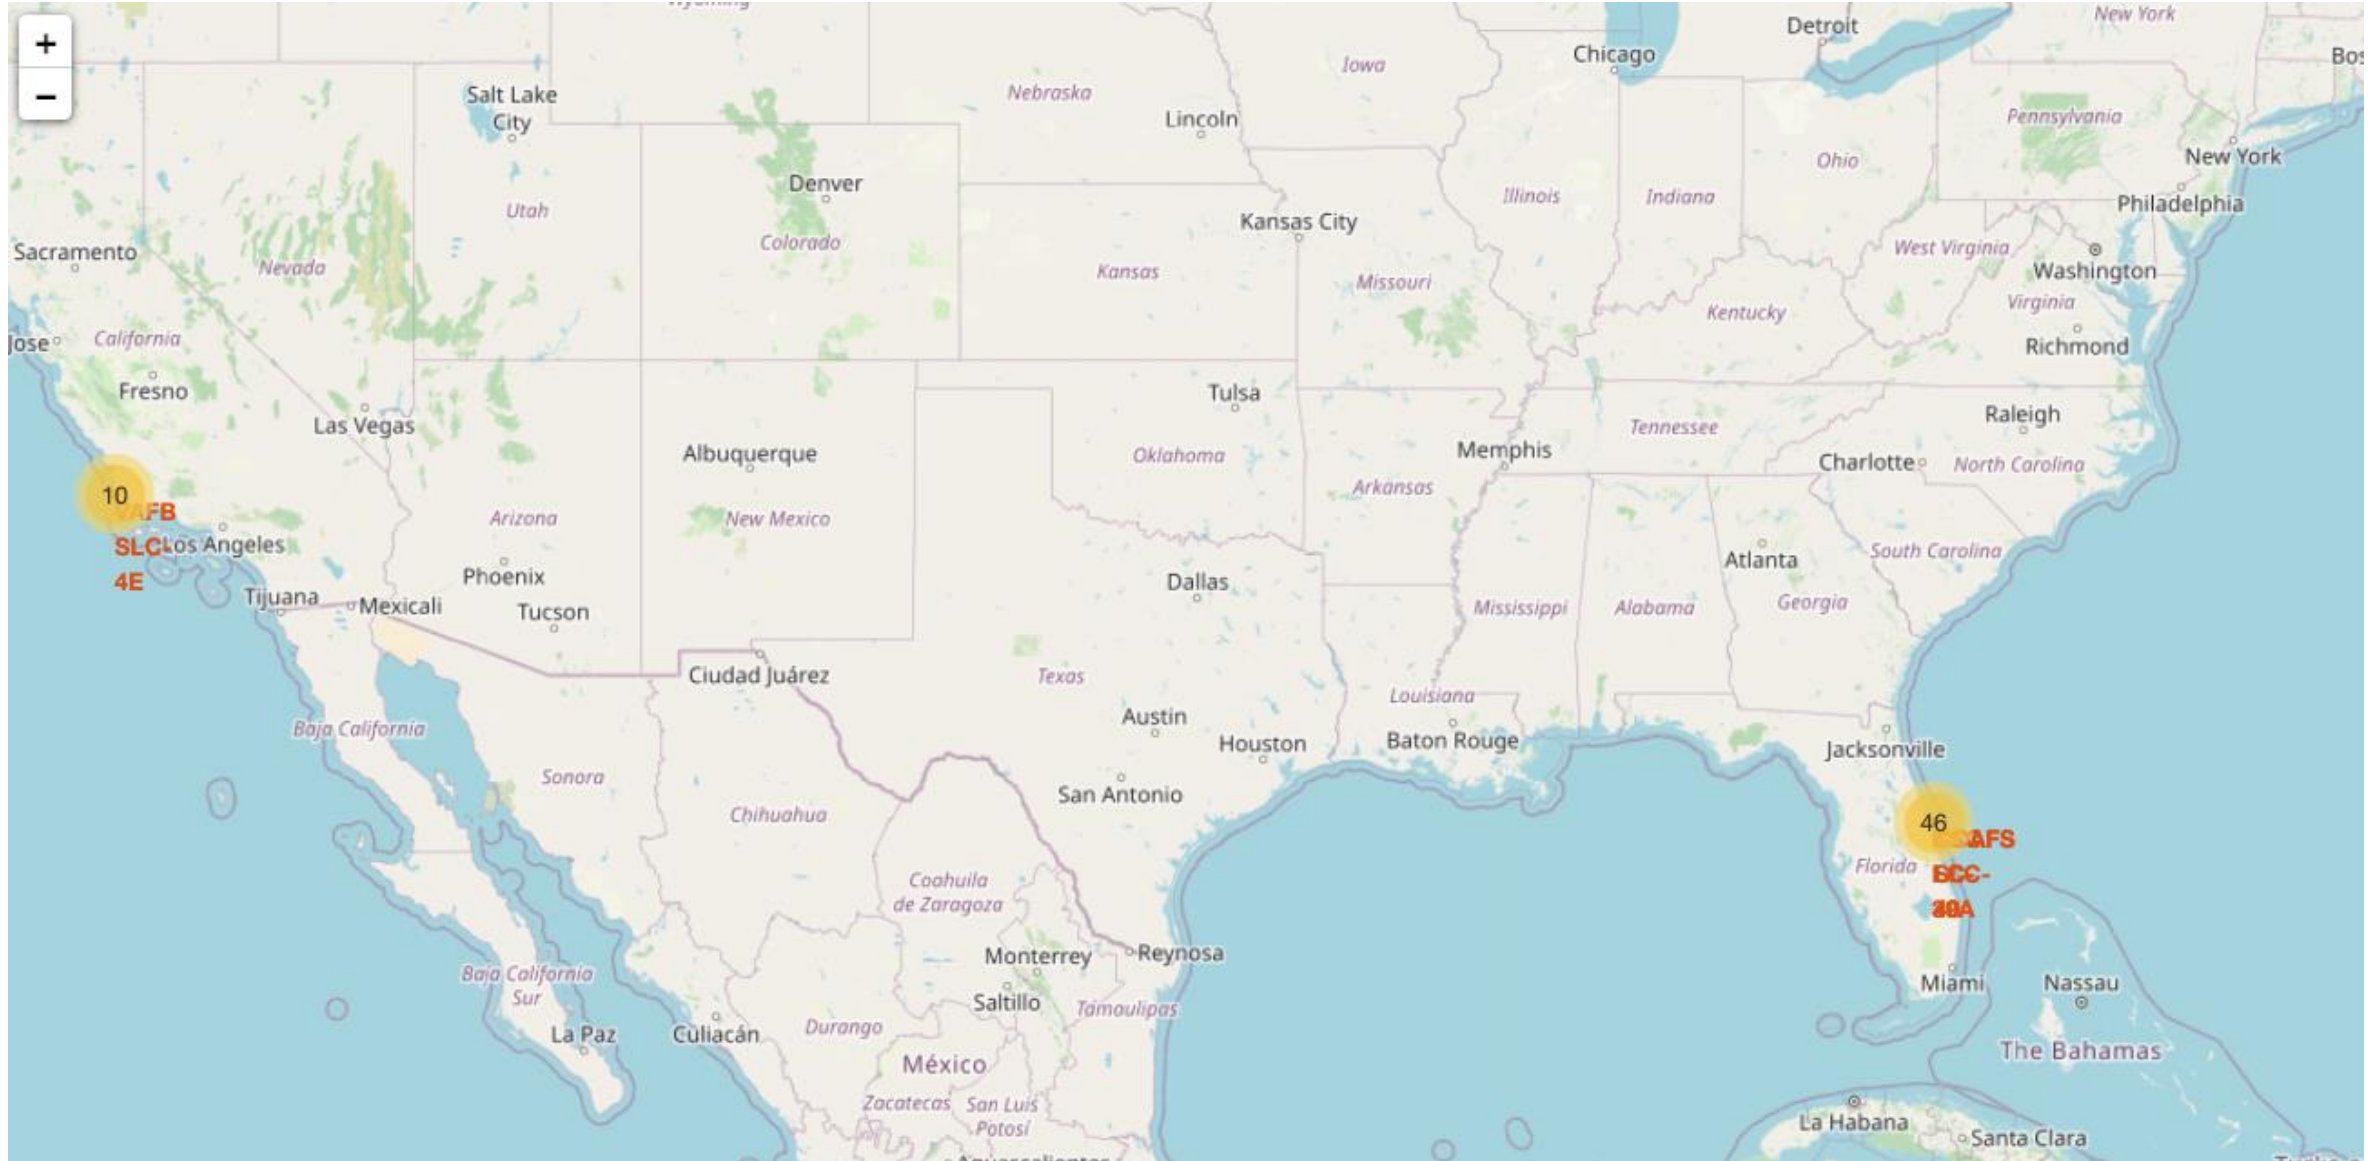 Wyoming
New York
Detroit
+
Chicago
Iowa
Salt Lake
City
Nebraska
−
Lincoln
Pennsylvania
New York
Ohio
Denver
Illinois
Indiana
Philadelphia
Utah
Kansas City
Colorado
West Virginia
Sacramento
Nevada
Kansas
Washington
Missouri
Virginia
Kentucky
Jose
California
Richmond
Fresno
Tulsa
Raleigh
Las Vegas
Tennessee
Albuquerque
Oklahoma
Memphis
Charlotte
North Carolina
Arkansas
10
Arizona
New Mexico
SLC-
Los Angeles
4E
South Carolina
Atlanta
Phoenix
Dallas
Tijuana
Mexicali
Tucson
Mississippi
Alabama
Georgia
Ciudad Juárez
Texas
Louisiana
Austin
Baja California
Houston
Baton Rouge
Jacksonville
Sonora
San Antonio
Chihuahua
46
Florida
Coahuila
de Zaragoza
Monterrey
Reynosa
Baja California
Sur
Miami
Nassau
Saltillo
Tamaulipas
La Paz
Culiacán
Durango
México
The Bahamas
Zacatecas
San Luis
Potosí
La Habana
Santa Clara